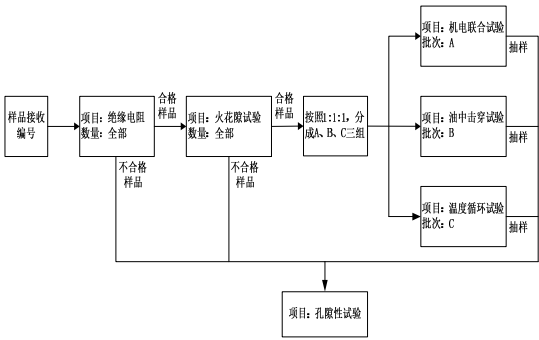 项目：机电联合试验
批次：A
抽样
样品接收
编号
项目：绝缘电阻
数量：全部
合格
样品
项目：火花隙试验
数量：全部
合格
样品
按照1:1:1，分
成A、B、C三组
项目：油中击穿试验
批次：B
抽样
不合格
样品
不合格
样品
项目：温度循环试验
批次：C
抽样
项目：孔隙性试验